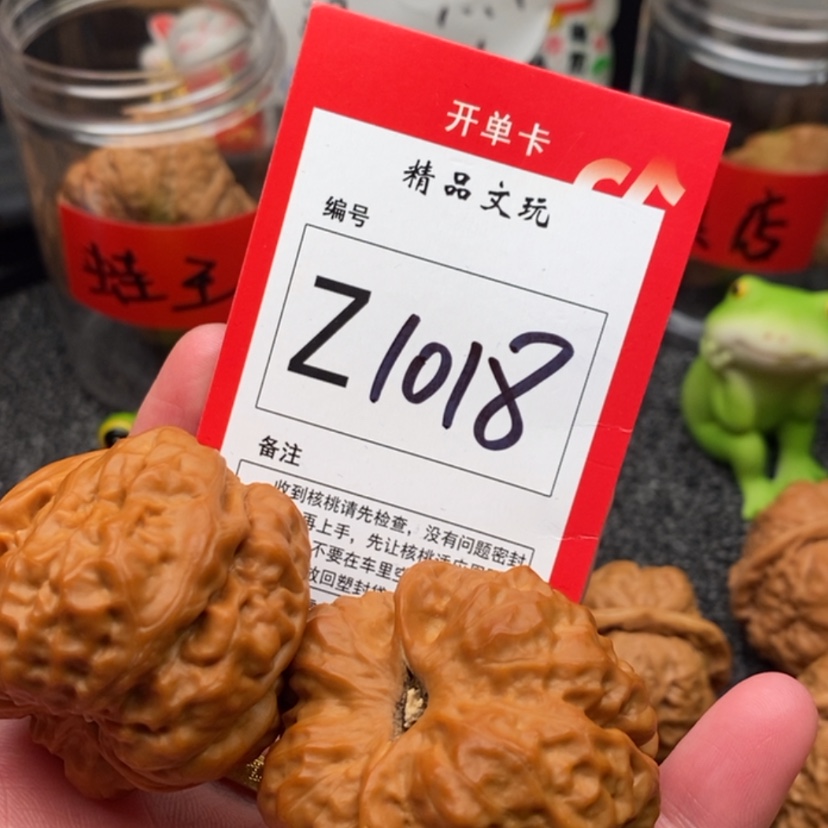 开单卡
精品文玩
编号
Z1018
备注
收到核桃请先检查，没有问题密封
再上手，先让核桃适应
不要在车里空
放回塑封袋
蛙王
店